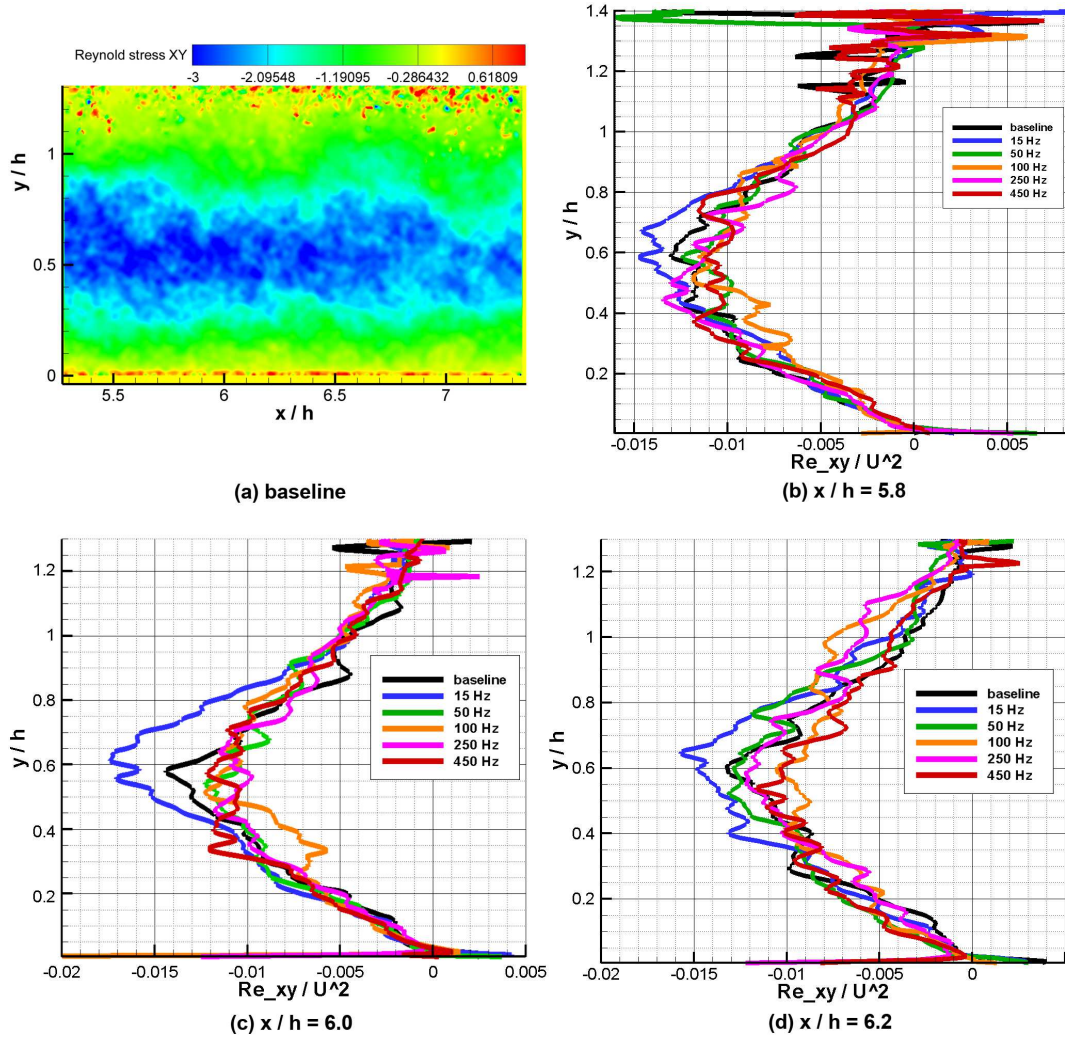 Reynold stress XY
-3 -2.09548 -1.19095 -0.286432 0.61809
y / h
1
0.5
0
5.5 6 6.5 7
x / h
(a) baseline
y / h
1.4
1.2
1
0.8
0.6
0.4
0.2
baseline
15 Hz
50 Hz
100 Hz
250 Hz
450 Hz
-0.015 -0.01 -0.005 0 0.005
Re_xy / U^2
(b) x / h = 5.8
y / h
1.2
1
0.8
0.6
0.4
0.2
baseline
15 Hz
50 Hz
100 Hz
250 Hz
450 Hz
-0.02 -0.015 -0.01 -0.005 0 0.005
Re_xy / U^2
(c) x / h = 6.0
y / h
1.2
1
0.8
0.6
0.4
0.2
baseline
15 Hz
50 Hz
100 Hz
250 Hz
450 Hz
-0.02 -0.015 -0.01 -0.005 0
Re_xy / U^2
(d) x / h = 6.2